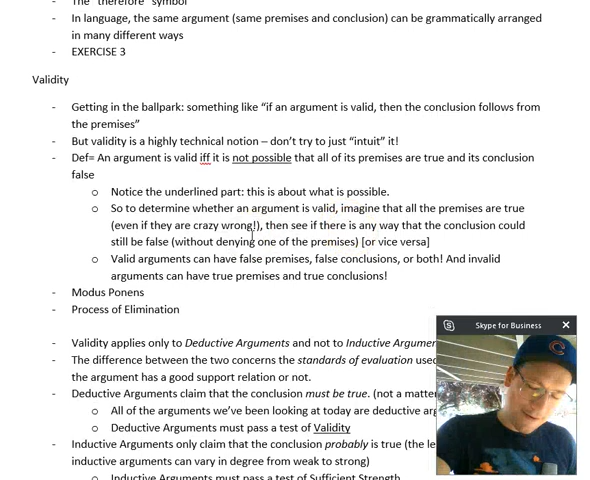 - The "therefore" symbol
- In language, the same argument (same premises and conclusion) can be grammatically arranged
in many different ways
- EXERCISE 3
Validity
- Getting in the ballpark: something like "if an argument is valid, then the conclusion follows from
the premises"
- But validity is a highly technical notion – don't try to just "intuit" it!
- Def= An argument is valid iff it is not possible that all of its premises are true and its conclusion
false
o Notice the underlined part: this is about what is possible.
o So to determine whether an argument is valid, imagine that all the premises are true
(even if they are crazy wrong!), then see if there is any way that the conclusion could
still be false (without denying one of the premises) [or vice versa]
o Valid arguments can have false premises, false conclusions, or both! And invalid
arguments can have true premises and true conclusions!
- Modus Ponens
- Process of Elimination
- Validity applies only to Deductive Arguments and not to Inductive Argumen
- The difference between the two concerns the standards of evaluation used
the argument has a good support relation or not.
- Deductive Arguments claim that the conclusion must be true. (not a matter
o All of the arguments we've been looking at today are deductive arg
o Deductive Arguments must pass a test of Validity
- Inductive Arguments only claim that the conclusion probably is true (the le
inductive arguments can vary in degree from weak to strong)
o Inductive Arguments must pass a test of Sufficient Strength
Skype for Business